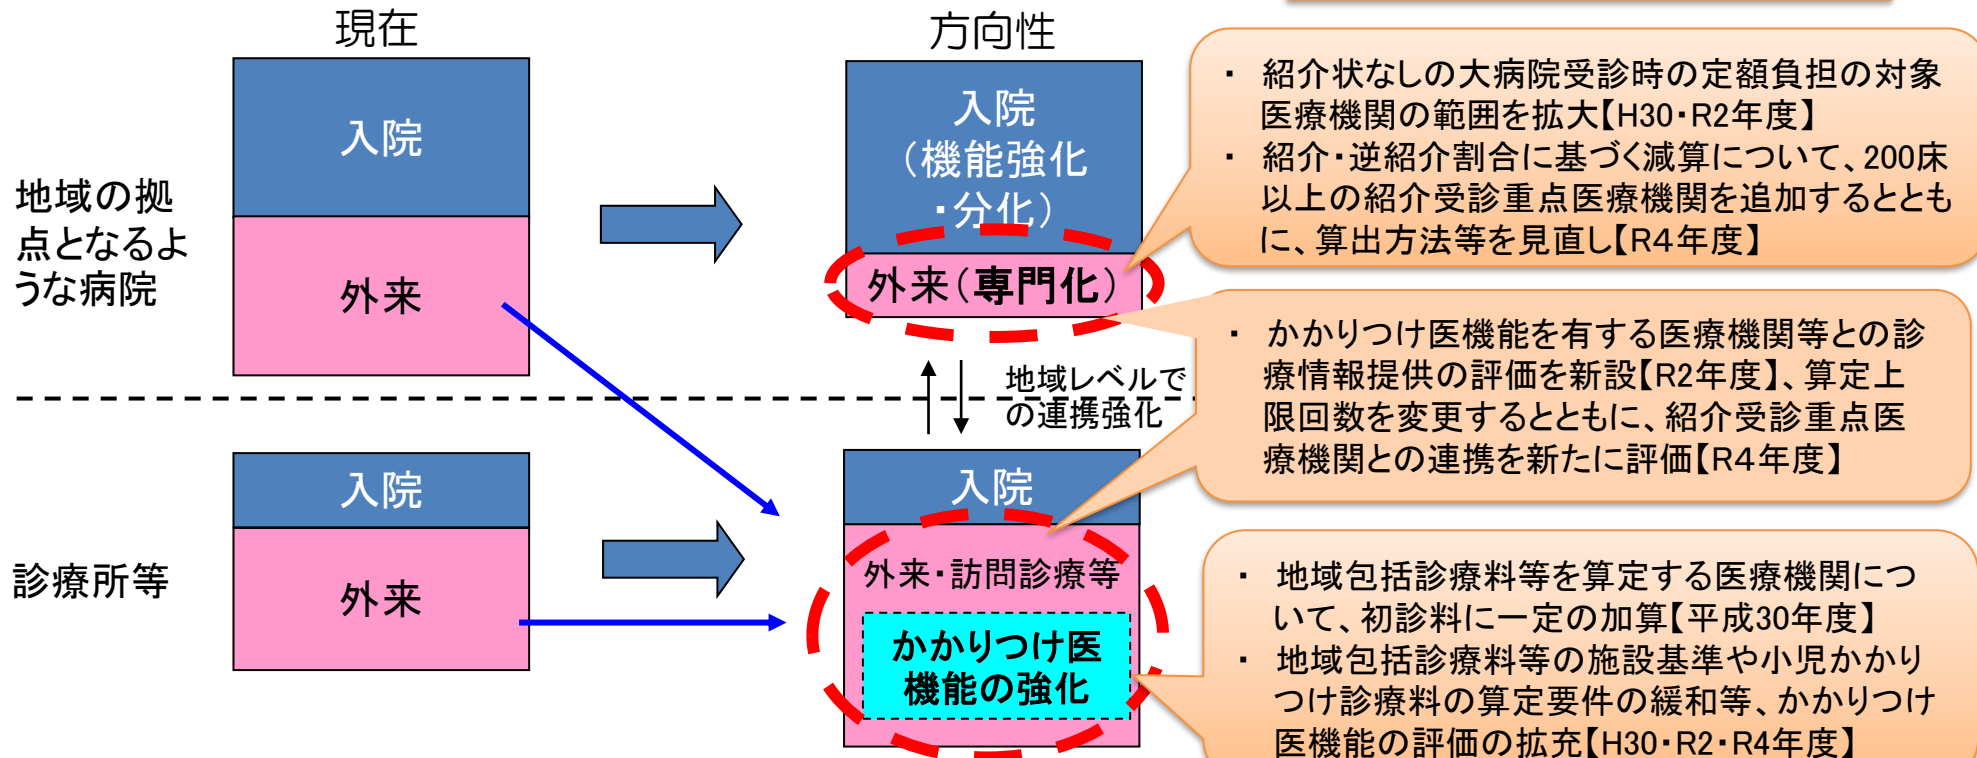 現在
方向性
地域の拠
点となるよ
うな病院
入院
外来
入院
（機能強化
・分化）
外来（専門化）
地域レベルで
の連携強化
診療所等
入院
外来
入院
外来・訪問診療等
かかりつけ医
機能の強化
・ 紹介状なしの大病院受診時の定額負担の対象
医療機関の範囲を拡大【H30・R2年度】
・ 紹介・逆紹介割合に基づく減算について、200床
以上の紹介受診重点医療機関を追加するととも
に、算出方法等を見直し【R4年度】
・ かかりつけ医機能を有する医療機関等との診
療情報提供の評価を新設【R2年度】、算定上
限回数を変更するとともに、紹介受診重点医
療機関との連携を新たに評価【R4年度】
・ 地域包括診療料等を算定する医療機関につ
いて、初診料に一定の加算【平成30年度】
・ 地域包括診療料等の施設基準や小児かかり
つけ診療料の算定要件の緩和等、かかりつけ
医機能の評価の拡充【H30・R2・R4年度】